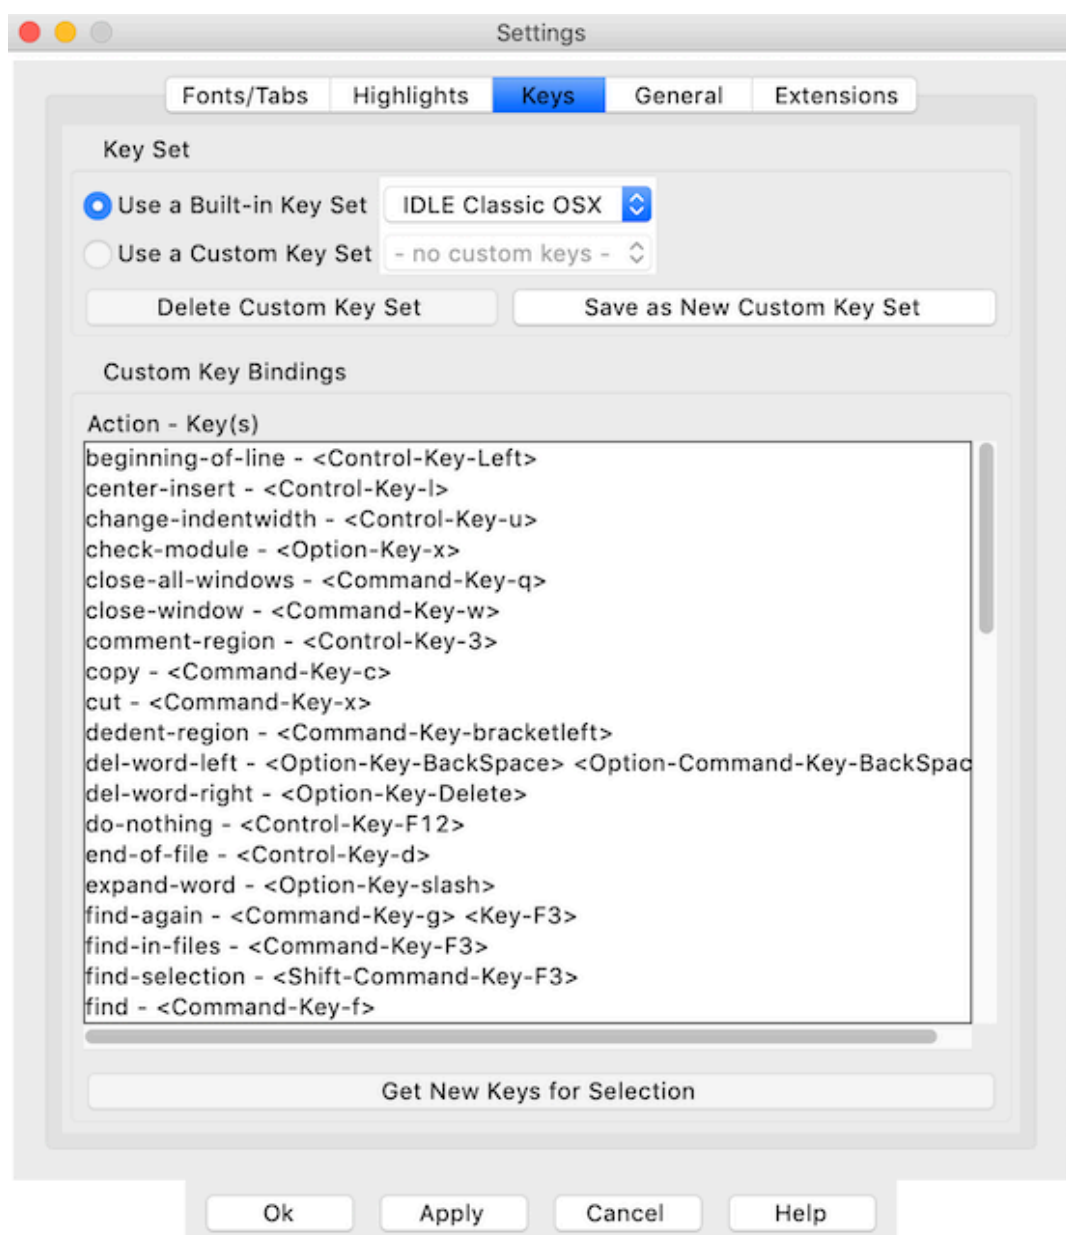 Settings
Fonts/Tabs Highlights Keys General Extensions
Key Set
Use a Built-in Key Set IDLE Classic OSX
Use a Custom Key Set - no custom keys -
Delete Custom Key Set Save as New Custom Key Set
Custom Key Bindings
Action - Key(s)
beginning-of-line - <Control-Key-Left>
center-insert - <Control-Key-l>
change-indentwidth - <Control-Key-u>
check-module - <Option-Key-x>
close-all-windows - <Command-Key-q>
close-window - <Command-Key-w>
comment-region - <Control-Key-3>
copy - <Command-Key-c>
cut - <Command-Key-x>
dedent-region - <Command-Key-bracketleft>
del-word-left - <Option-Key-BackSpace> <Option-Command-Key-BackSpac
del-word-right - <Option-Key-Delete>
do-nothing - <Control-Key-F12>
end-of-file - <Control-Key-d>
expand-word - <Option-Key-slash>
find-again - <Command-Key-g> <Key-F3>
find-in-files - <Command-Key-F3>
find-selection - <Shift-Command-Key-F3>
find - <Command-Key-f>
Get New Keys for Selection
Ok Apply Cancel Help